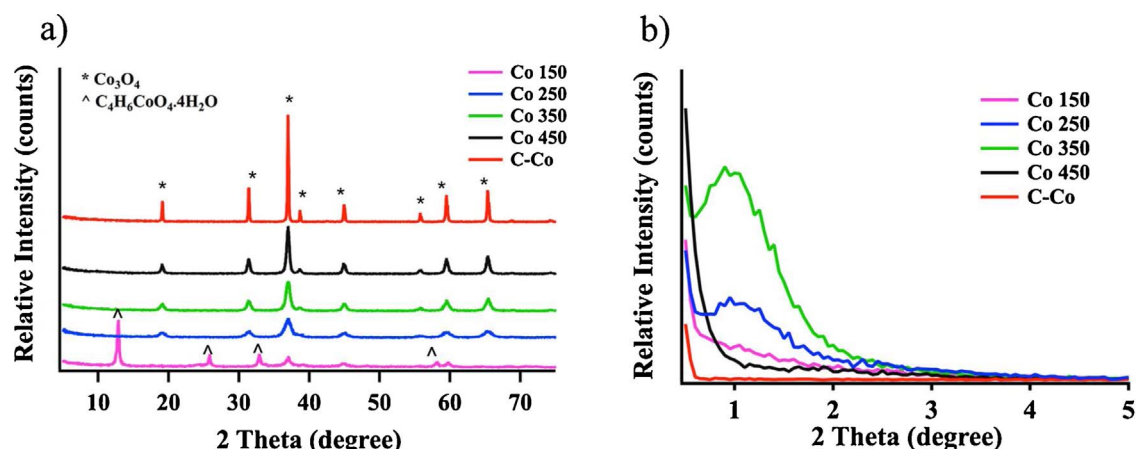 a)
* Co₃O₄
^ C₄H₆CoO₄.4H₂O
Co 150
Co 250
Co 350
Co 450
C-Co
* * * * * * * *
^ ^ ^ ^
Relative Intensity (counts)
10 20 30 40 50 60 70
2 Theta (degree)
b)
Co 150
Co 250
Co 350
Co 450
C-Co
Relative Intensity (counts)
1 2 3 4 5
2 Theta (degree)